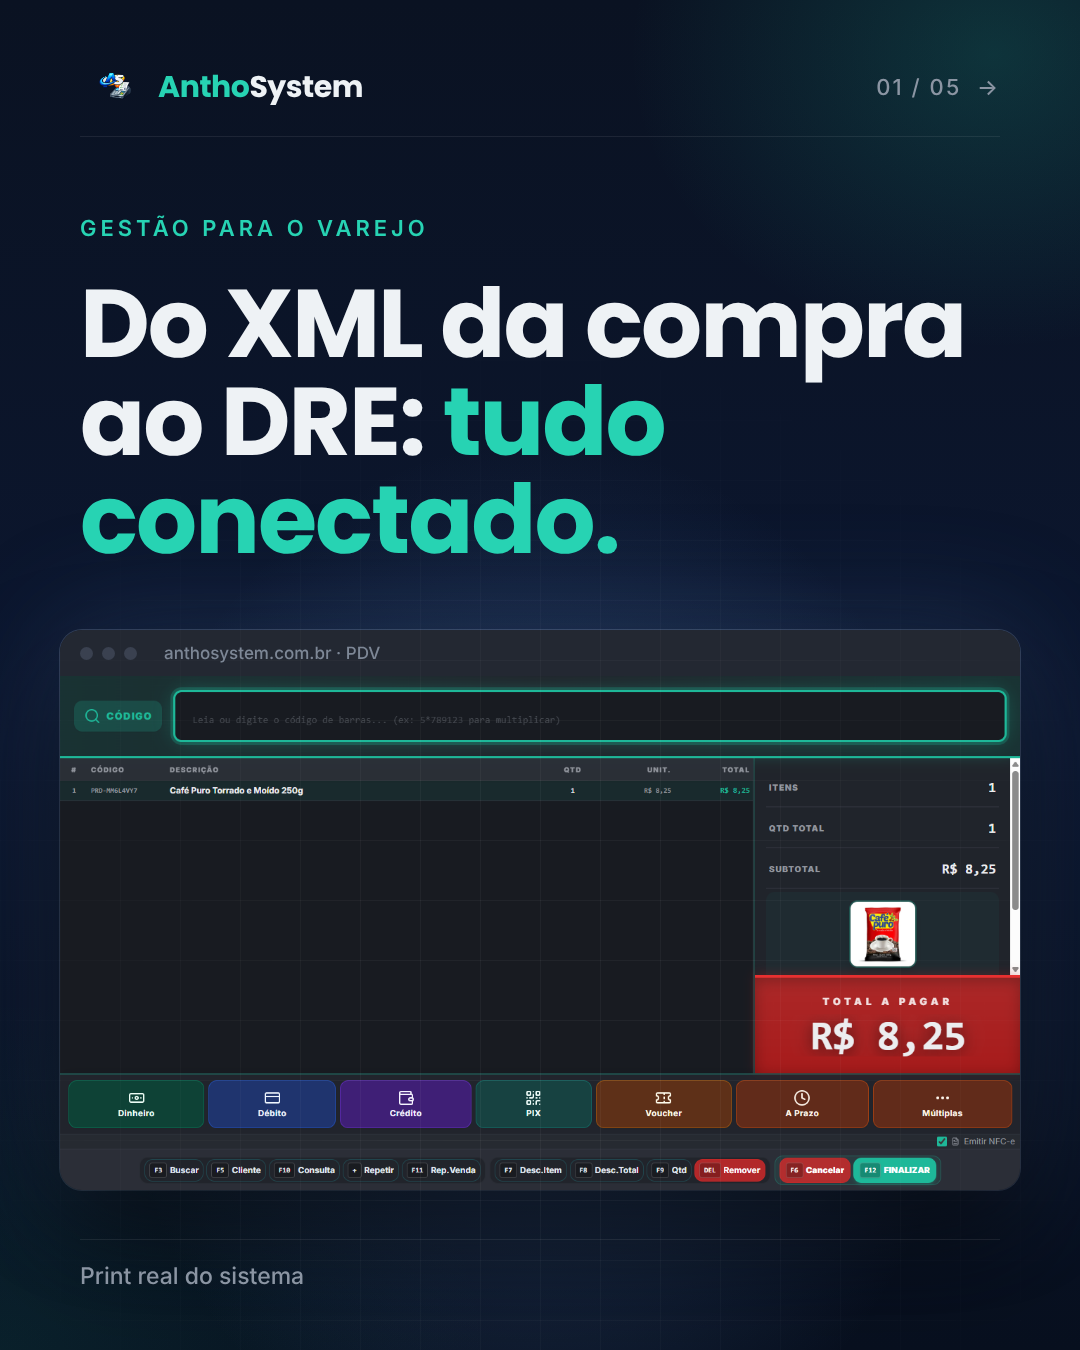 AnthoSystem
01 / 05 →
GESTÃO PARA O VAREJO
Do XML da compra
ao DRE: tudo
conectado.
anthosystem.com.br · PDV
CÓDIGO
Leia ou digite o código de barras... (ex: 5*789123 para multiplicar)
# CÓDIGO DESCRIÇÃO QTD UNIT. TOTAL
1 PRD-MM6L4VY7 Café Puro Torrado e Moído 250g 1 R$ 8,25 R$ 8,25
ITENS 1
QTD TOTAL 1
SUBTOTAL R$ 8,25
Café
puro
TOTAL A PAGAR
R$ 8,25
Dinheiro
Débito
Crédito
PIX
Voucher
A Prazo
Múltiplas
Emitir NFC-e
F3 Buscar F5 Cliente F10 Consulta + Repetir F11 Rep.Venda F7 Desc.Item F8 Desc.Total F9 Qtd DEL Remover F6 Cancelar F12 FINALIZAR
Print real do sistema